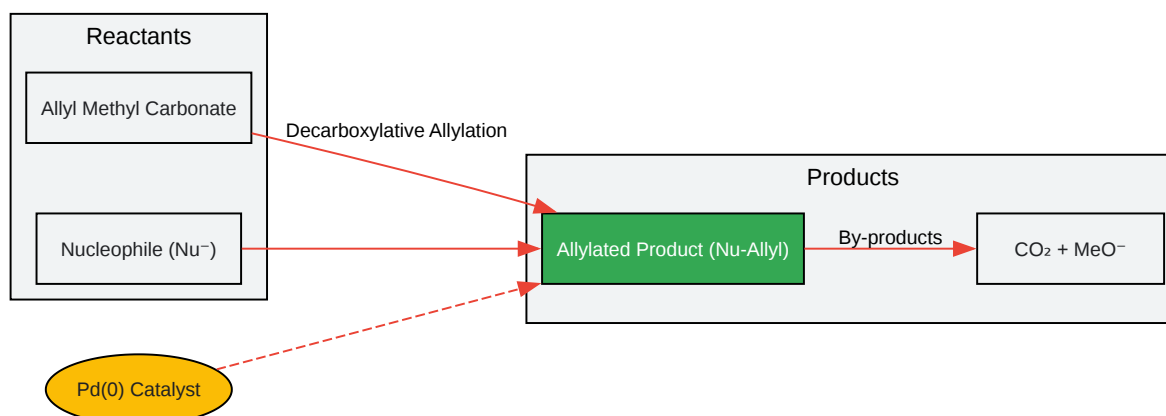 Reactants
Allyl Methyl Carbonate
Decarboxylative Allylation
Products
Nucleophile (Nu⁻)
Allylated Product (Nu-Allyl)
By-products
CO₂ + MeO⁻
Pd(0) Catalyst